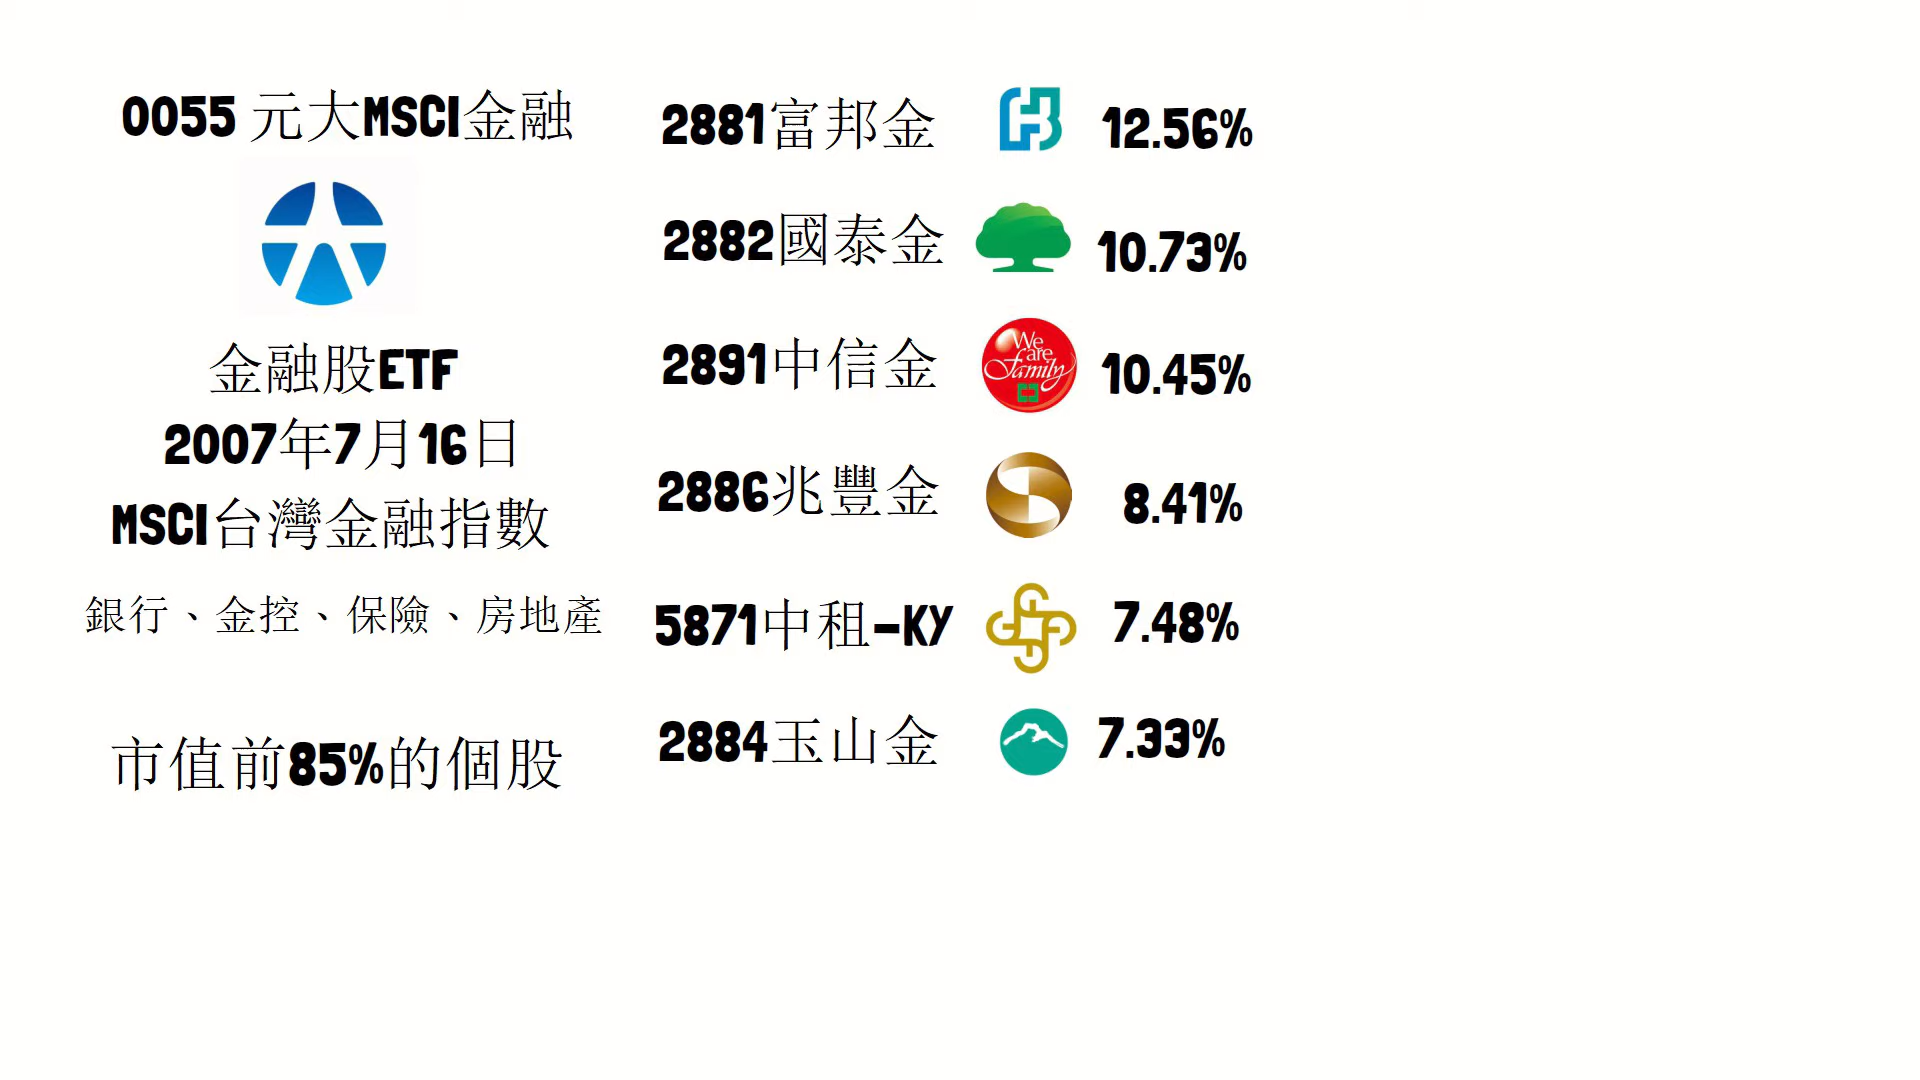 0055 元大MSCI金融
金融股ETF
2007年7月16日
MSCI台灣金融指數
銀行、金控、保險、房地產
市值前85%的個股
2881富邦金 12.56%
2882國泰金 10.73%
2891中信金 We are Family 10.45%
2886兆豐金 8.41%
5871中租-KY 7.48%
2884玉山金 7.33%